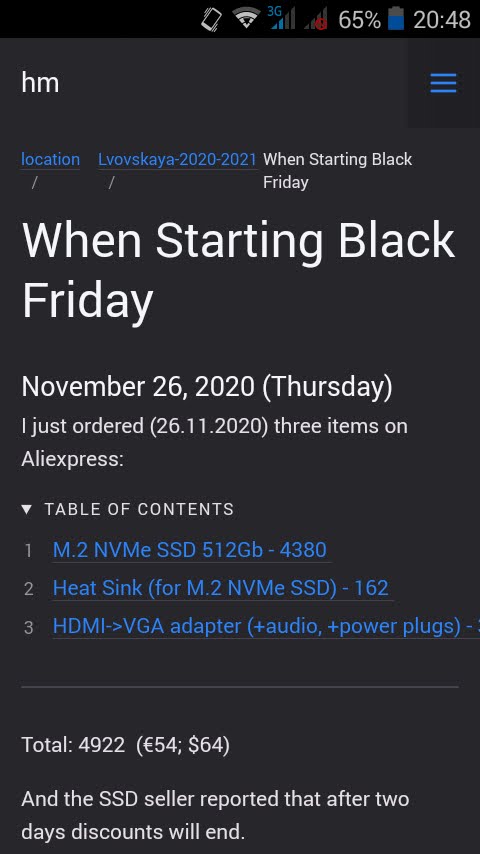 3G 65% 20:48
hm
location Lvovskaya-2020-2021 When Starting Black
/ / Friday
When Starting Black
Friday
November 26, 2020 (Thursday)
I just ordered (26.11.2020) three items on
Aliexpress:
▼ TABLE OF CONTENTS
1 M.2 NVMe SSD 512Gb - 4380
2 Heat Sink (for M.2 NVMe SSD) - 162
3 HDMI->VGA adapter (+audio, +power plugs) -
Total: 4922 (€54; $64)
And the SSD seller reported that after two
days discounts will end.